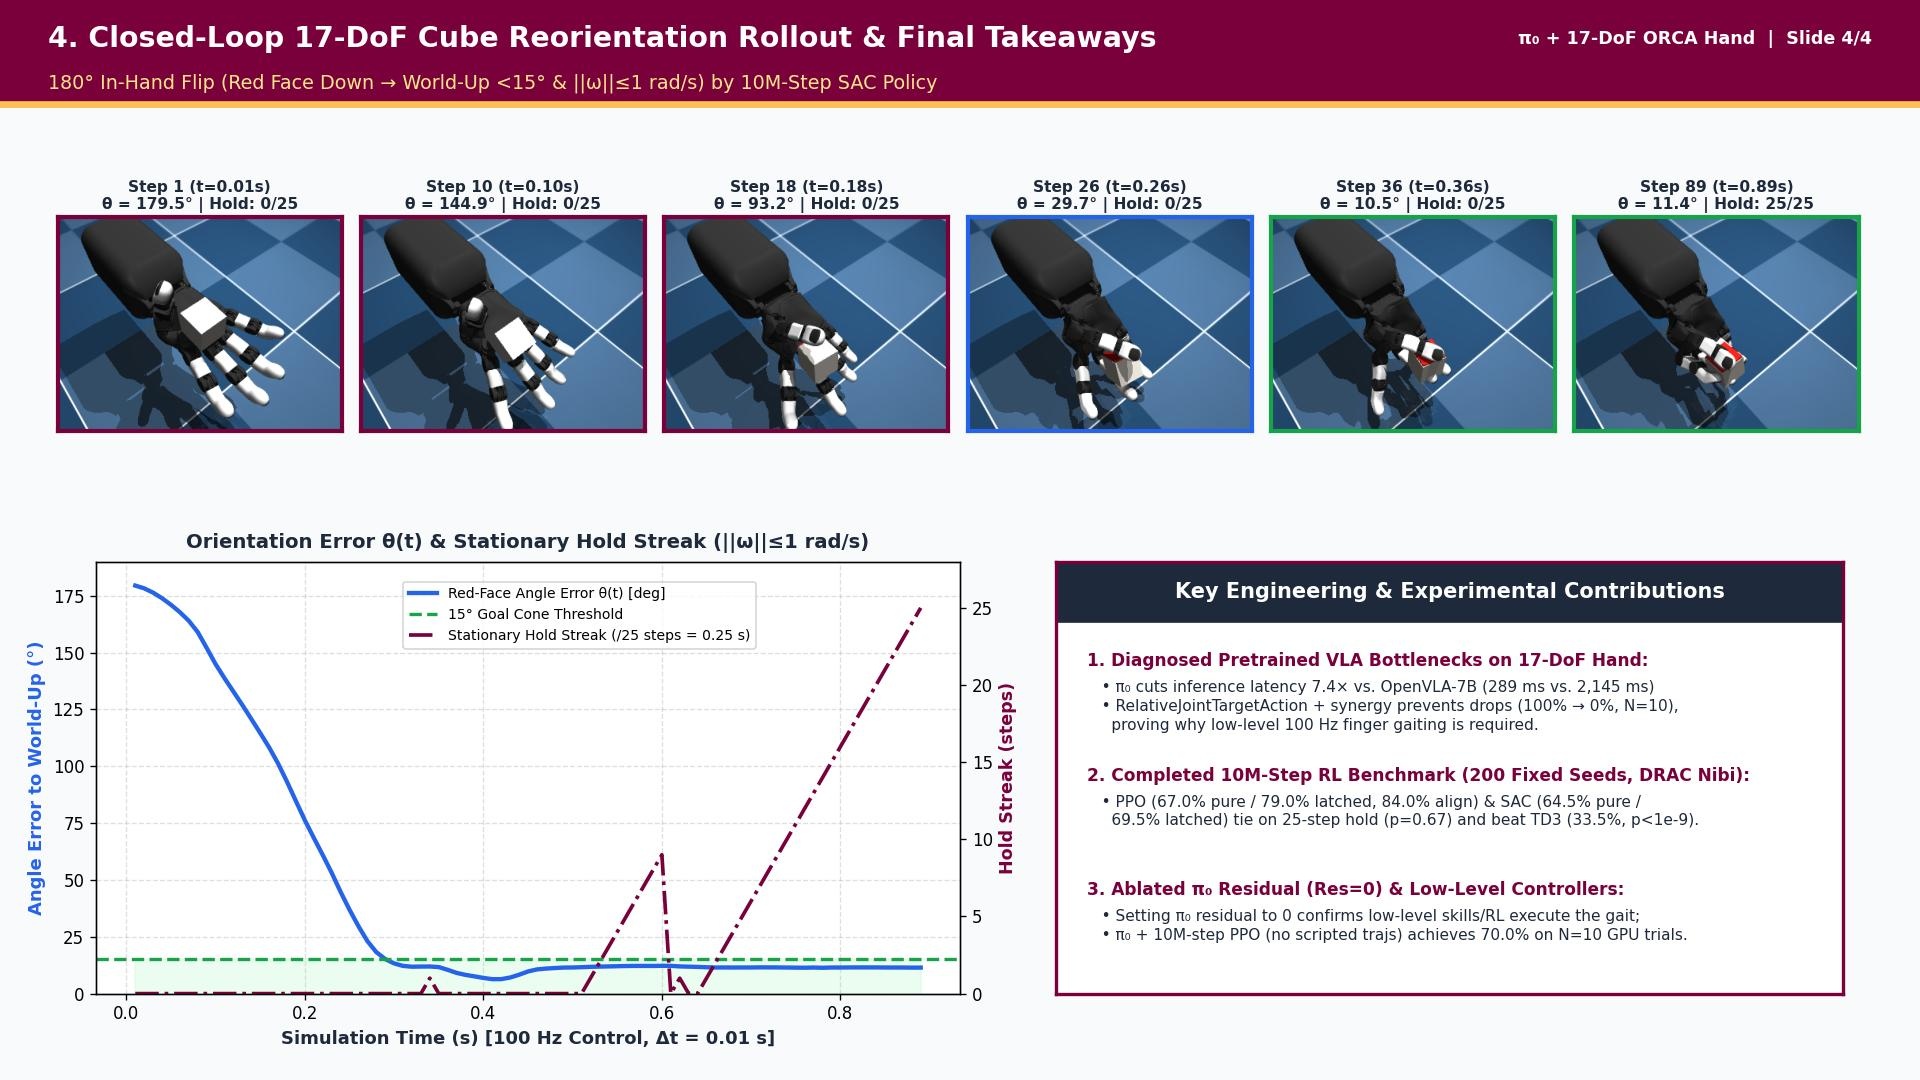 4. Closed-Loop 17-DoF Cube Reorientation Rollout & Final Takeaways
π₀ + 17-DoF ORCA Hand | Slide 4/4
180° In-Hand Flip (Red Face Down → World-Up <15° & ||ω||≤1 rad/s) by 10M-Step SAC Policy
Step 1 (t=0.01s)
θ = 179.5° | Hold: 0/25
Step 10 (t=0.10s)
θ = 144.9° | Hold: 0/25
Step 18 (t=0.18s)
θ = 93.2° | Hold: 0/25
Step 26 (t=0.26s)
θ = 29.7° | Hold: 0/25
Step 36 (t=0.36s)
θ = 10.5° | Hold: 0/25
Step 89 (t=0.89s)
θ = 11.4° | Hold: 25/25
Orientation Error θ(t) & Stationary Hold Streak (||ω||≤1 rad/s)
Red-Face Angle Error θ(t) [deg]
15° Goal Cone Threshold
Stationary Hold Streak (/25 steps = 0.25 s)
Angle Error to World-Up (°)
175
150
125
100
75
50
25
0
0.0
0.2
0.4
0.6
0.8
Simulation Time (s) [100 Hz Control, Δt = 0.01 s]
25
20
15
10
5
0
Hold Streak (steps)
Key Engineering & Experimental Contributions
1. Diagnosed Pretrained VLA Bottlenecks on 17-DoF Hand:
• π₀ cuts inference latency 7.4× vs. OpenVLA-7B (289 ms vs. 2,145 ms)
• RelativeJointTargetAction + synergy prevents drops (100% → 0%, N=10),
proving why low-level 100 Hz finger gaiting is required.
2. Completed 10M-Step RL Benchmark (200 Fixed Seeds, DRAC Nibi):
• PPO (67.0% pure / 79.0% latched, 84.0% align) & SAC (64.5% pure /
69.5% latched) tie on 25-step hold (p=0.67) and beat TD3 (33.5%, p<1e-9).
3. Ablated π₀ Residual (Res=0) & Low-Level Controllers:
• Setting π₀ residual to 0 confirms low-level skills/RL execute the gait;
• π₀ + 10M-step PPO (no scripted trajs) achieves 70.0% on N=10 GPU trials.